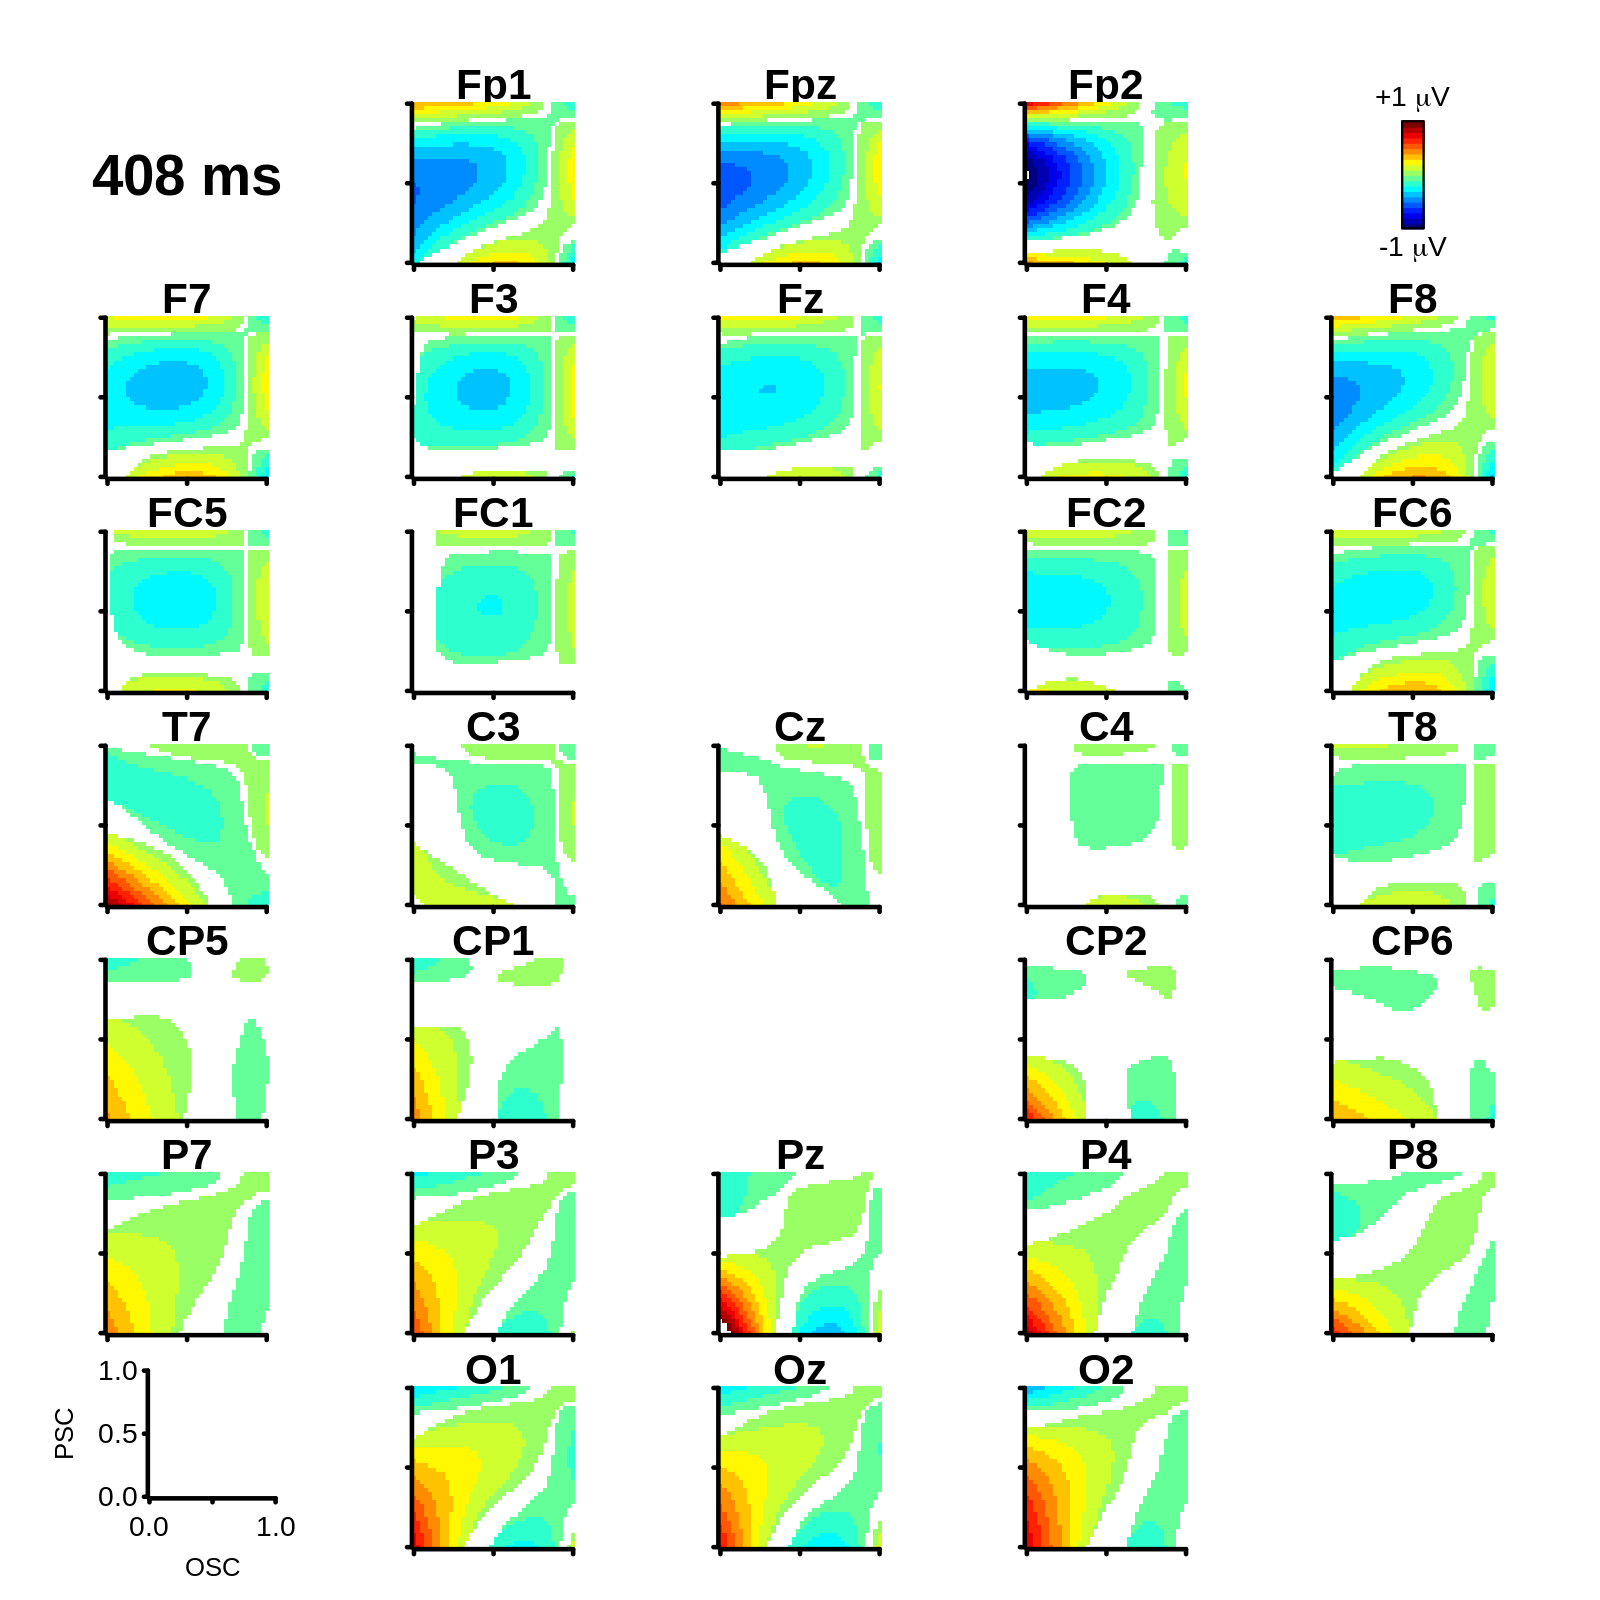 Fp1 Fpz Fp2
+1 μV
408 ms
-1 μV
F7 F3 Fz F4 F8
FC5 FC1 FC2 FC6
T7 C3 Cz C4 T8
CP5 CP1 CP2 CP6
P7 P3 Pz P4 P8
O1 Oz O2
1.0
PSC
0.5
0.0
0.0 1.0
OSC